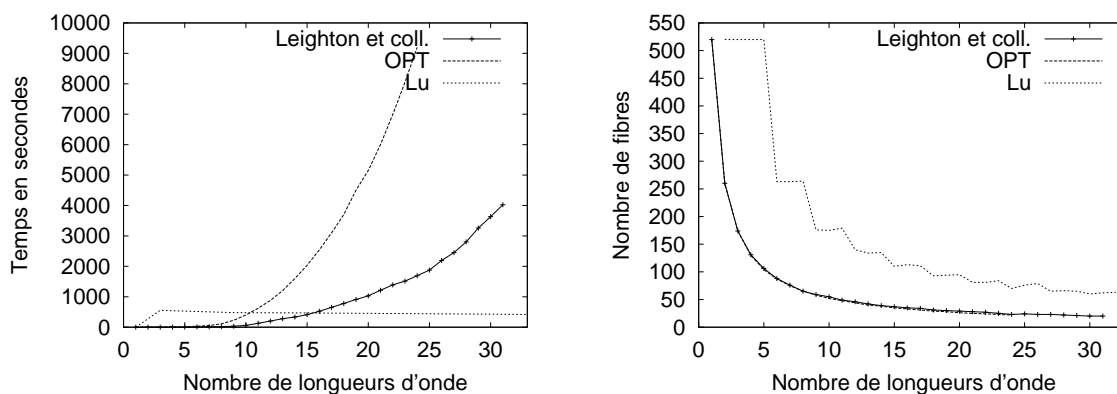 10000
9000
8000
7000
6000
5000
4000
3000
2000
1000
0
0 5 10 15 20 25 30
Temps en secondes
Nombre de longueurs d'onde
Leighton et coll.
OPT
Lu
550
500
450
400
350
300
250
200
150
100
50
0
0 5 10 15 20 25 30
Nombre de fibres
Nombre de longueurs d'onde
Leighton et coll.
OPT
Lu